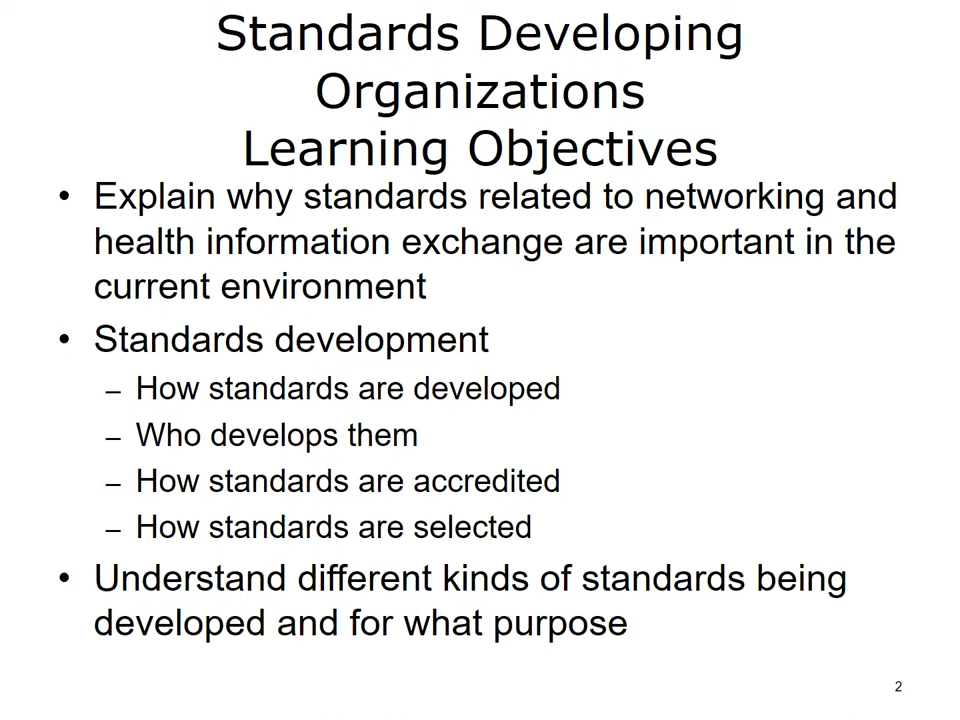 Standards Developing
Organizations
Learning Objectives
• Explain why standards related to networking and
health information exchange are important in the
current environment
• Standards development
– How standards are developed
– Who develops them
– How standards are accredited
– How standards are selected
• Understand different kinds of standards being
developed and for what purpose
2